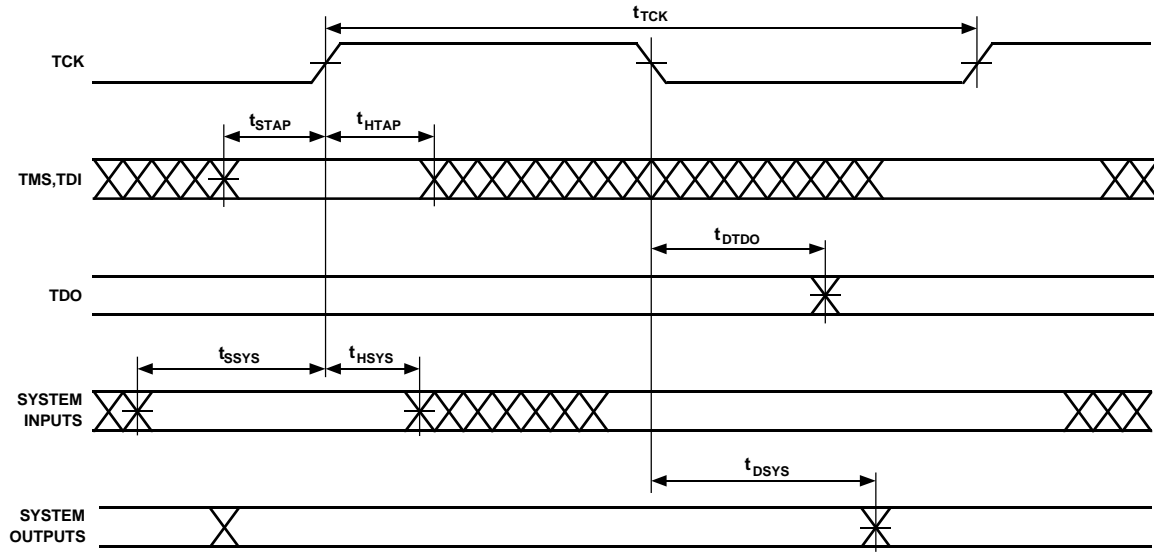 tTCK
TCK
tSTAP
tHTAP
TMS,TDI
tDTDO
TDO
tSSYS
tHSYS
SYSTEM
INPUTS
tDSYS
SYSTEM
OUTPUTS